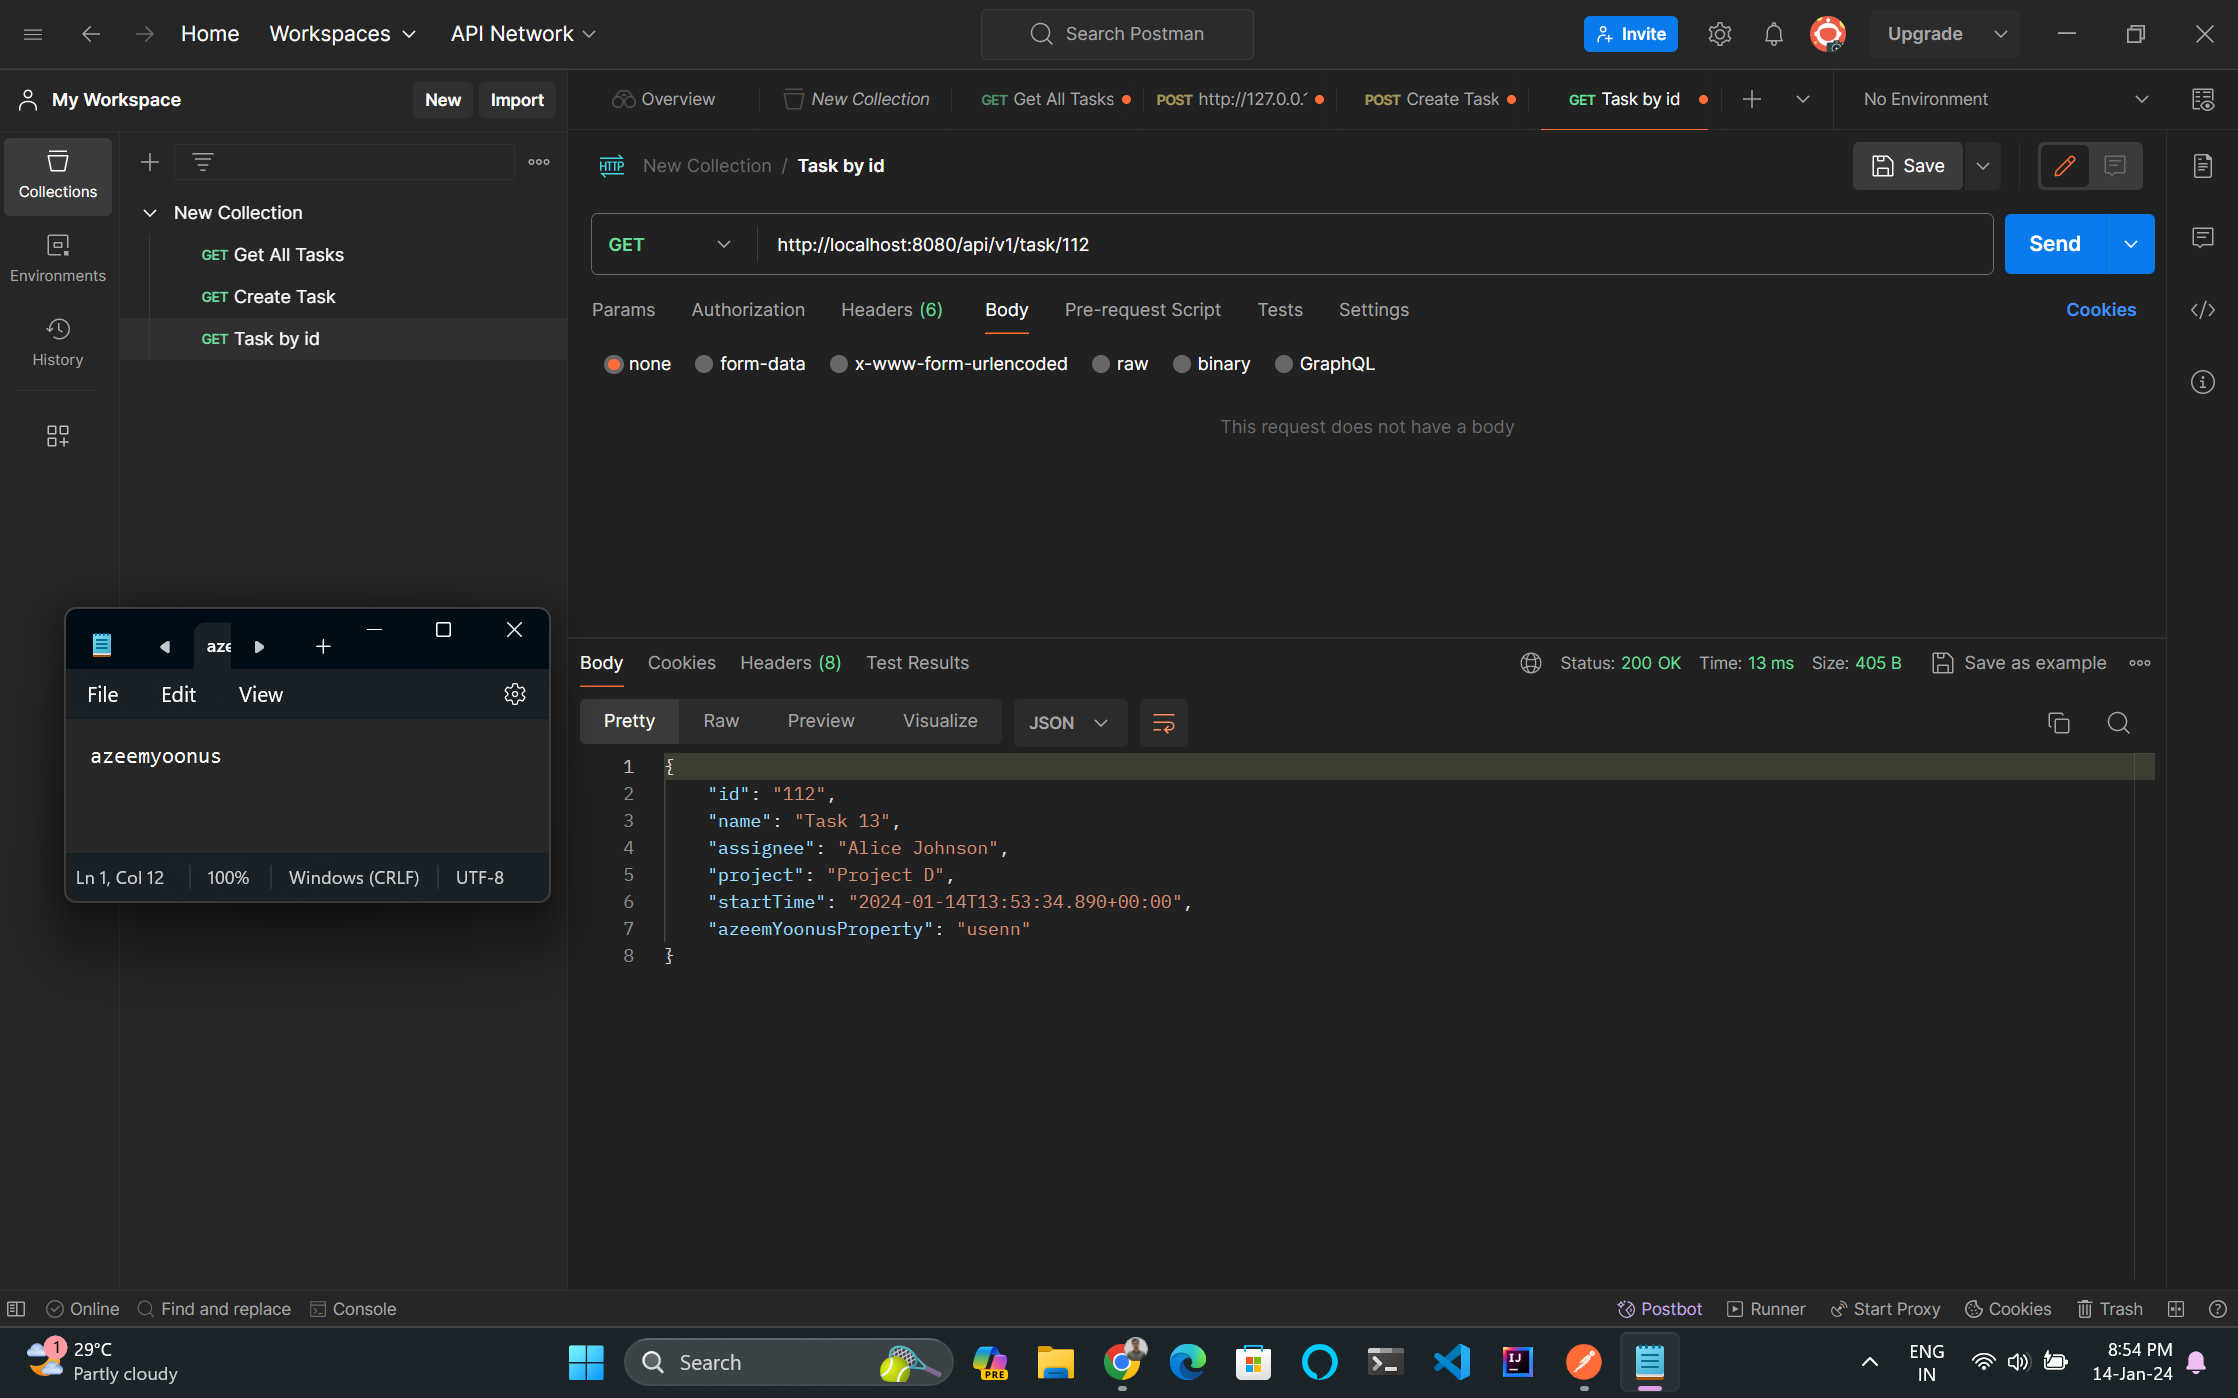 Home
Workspaces
API Network
Search Postman
Invite
Upgrade
My Workspace
New
Import
Overview
New Collection
GET Get All Tasks
POST http://127.0.0.
POST Create Task
GET Task by id
No Environment
Collections
Environments
History
New Collection
GET Get All Tasks
GET Create Task
GET Task by id
HTTP New Collection / Task by id
Save
GET
http://localhost:8080/api/v1/task/112
Send
Params
Authorization
Headers (6)
Body
Pre-request Script
Tests
Settings
Cookies
none
form-data
x-www-form-urlencoded
raw
binary
GraphQL
This request does not have a body
aze
File
Edit
View
azeemyoonus
Ln 1, Col 12
100%
Windows (CRLF)
UTF-8
Body
Cookies
Headers (8)
Test Results
Status: 200 OK
Time: 13 ms
Size: 405 B
Save as example
Pretty
Raw
Preview
Visualize
JSON
1 {
2 "id": "112",
3 "name": "Task 13",
4 "assignee": "Alice Johnson",
5 "project": "Project D",
6 "startTime": "2024-01-14T13:53:34.890+00:00",
7 "azeemYoonusProperty": "usenn"
8 }
Online
Find and replace
Console
Postbot
Runner
Start Proxy
Cookies
Trash
1
29°C
Partly cloudy
Search
PRE
IJ
ENG
IN
8:54 PM
14-Jan-24